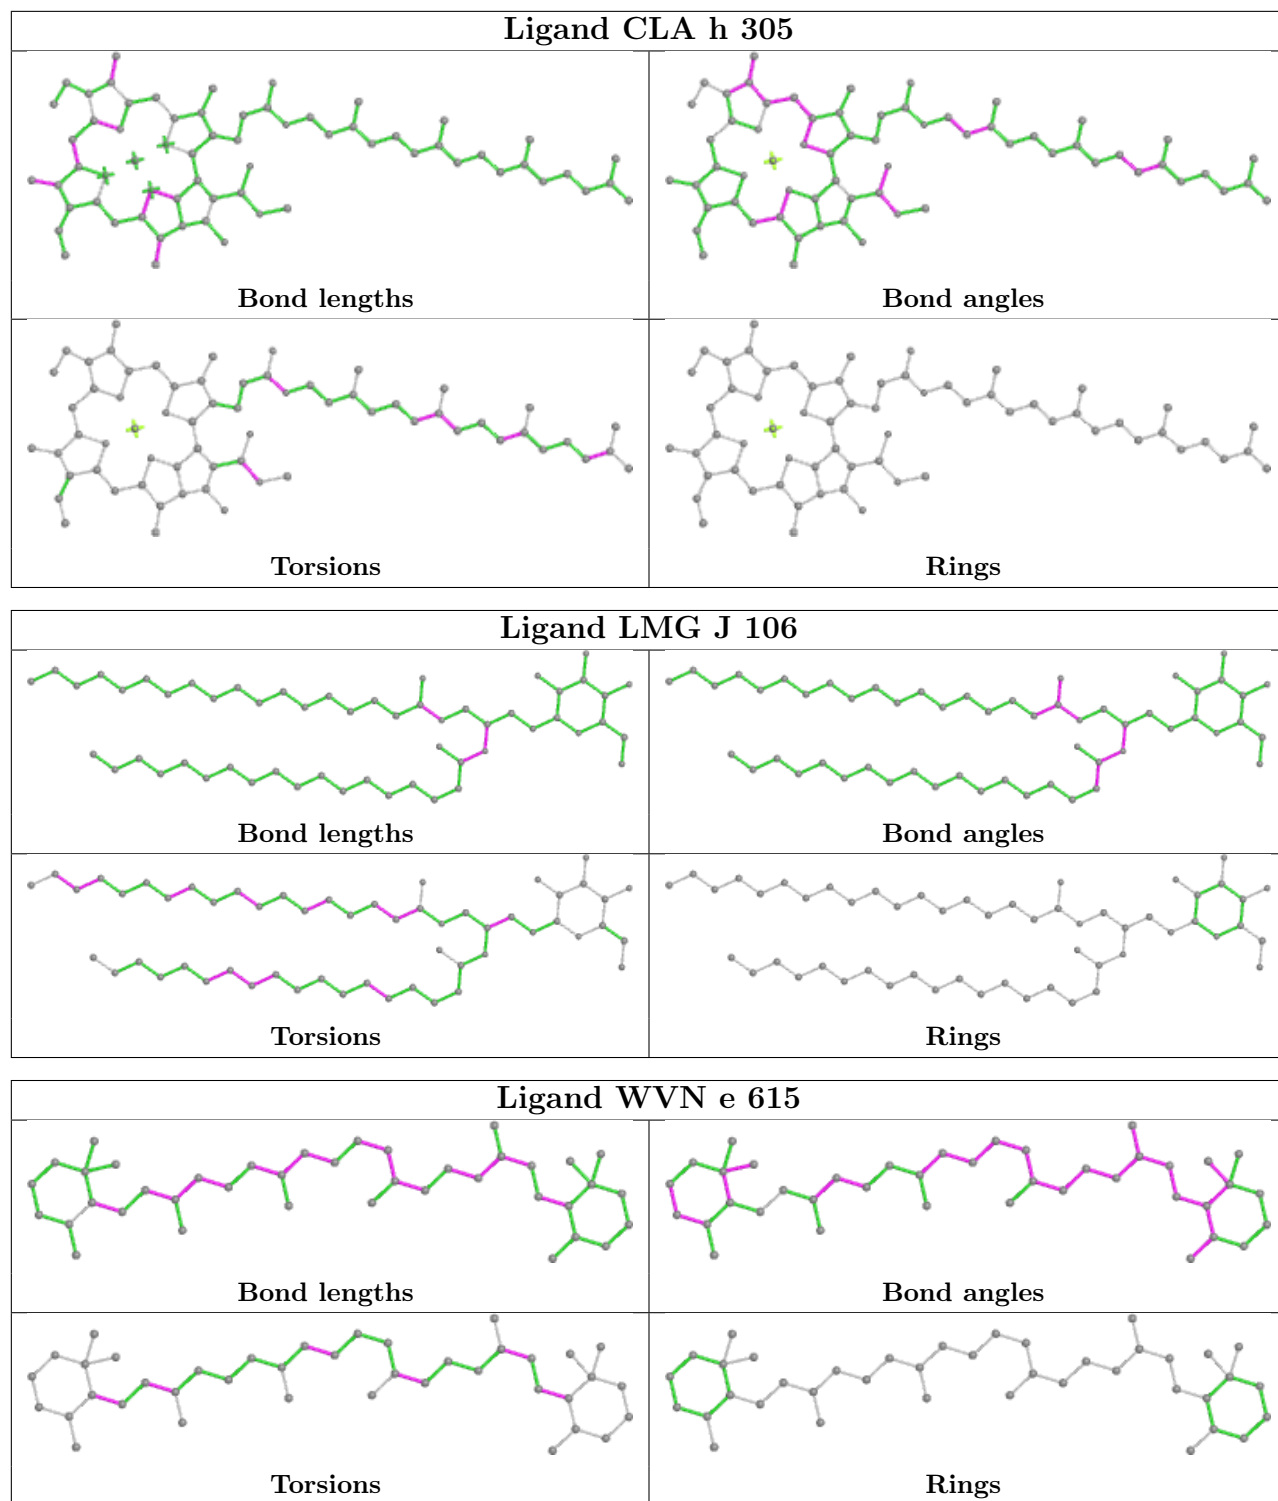 Ligand CLA h 305
Bond lengths
Bond angles
Torsions
Rings
Ligand LMG J 106
Bond lengths
Bond angles
Torsions
Rings
Ligand WVN e 615
Bond lengths
Bond angles
Torsions
Rings